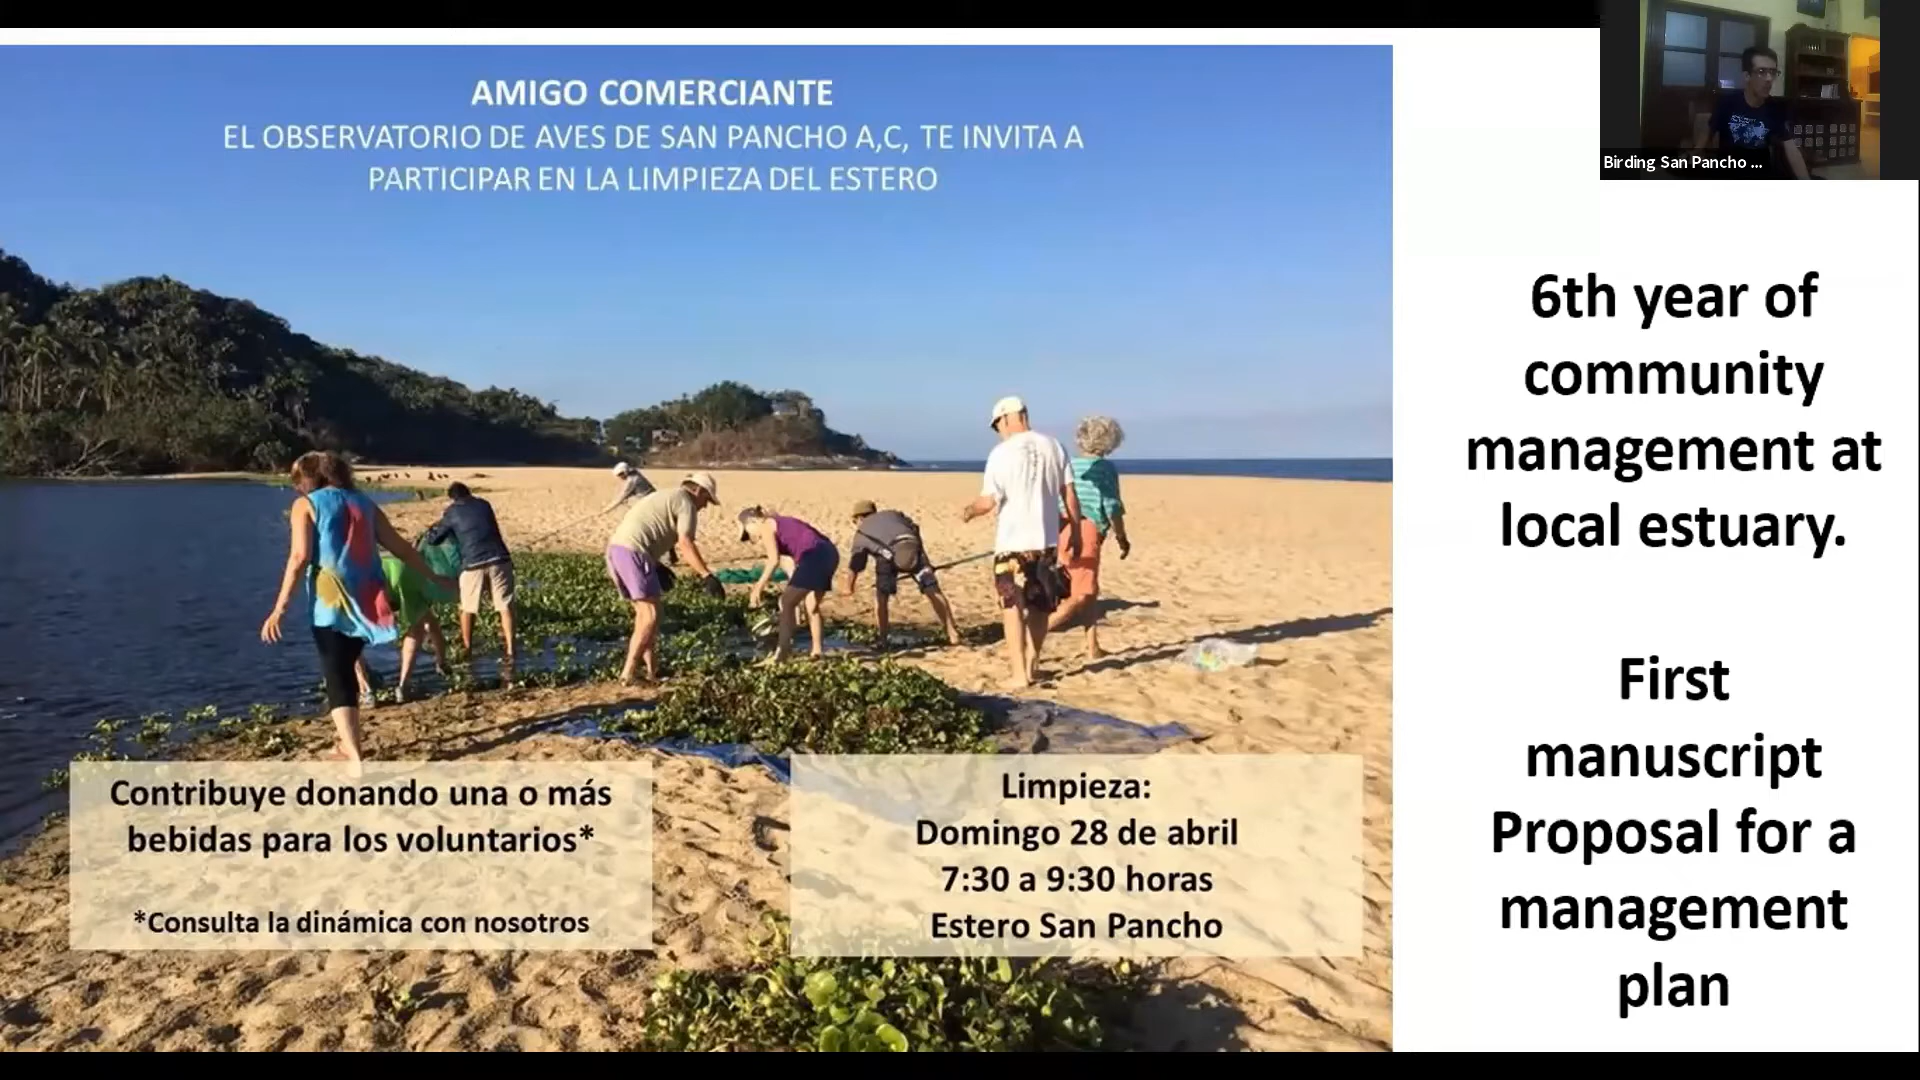 AMIGO COMERCIANTE
EL OBSERVATORIO DE AVES DE SAN PANCHO A,C, TE INVITA A
PARTICIPAR EN LA LIMPIEZA DEL ESTERO
Contribuye donando una o más
bebidas para los voluntarios*
*Consulta la dinámica con nosotros
Limpieza:
Domingo 28 de abril
7:30 a 9:30 horas
Estero San Pancho
Birding San Pancho ...
6th year of
community
management at
local estuary.
First
manuscript
Proposal for a
management
plan